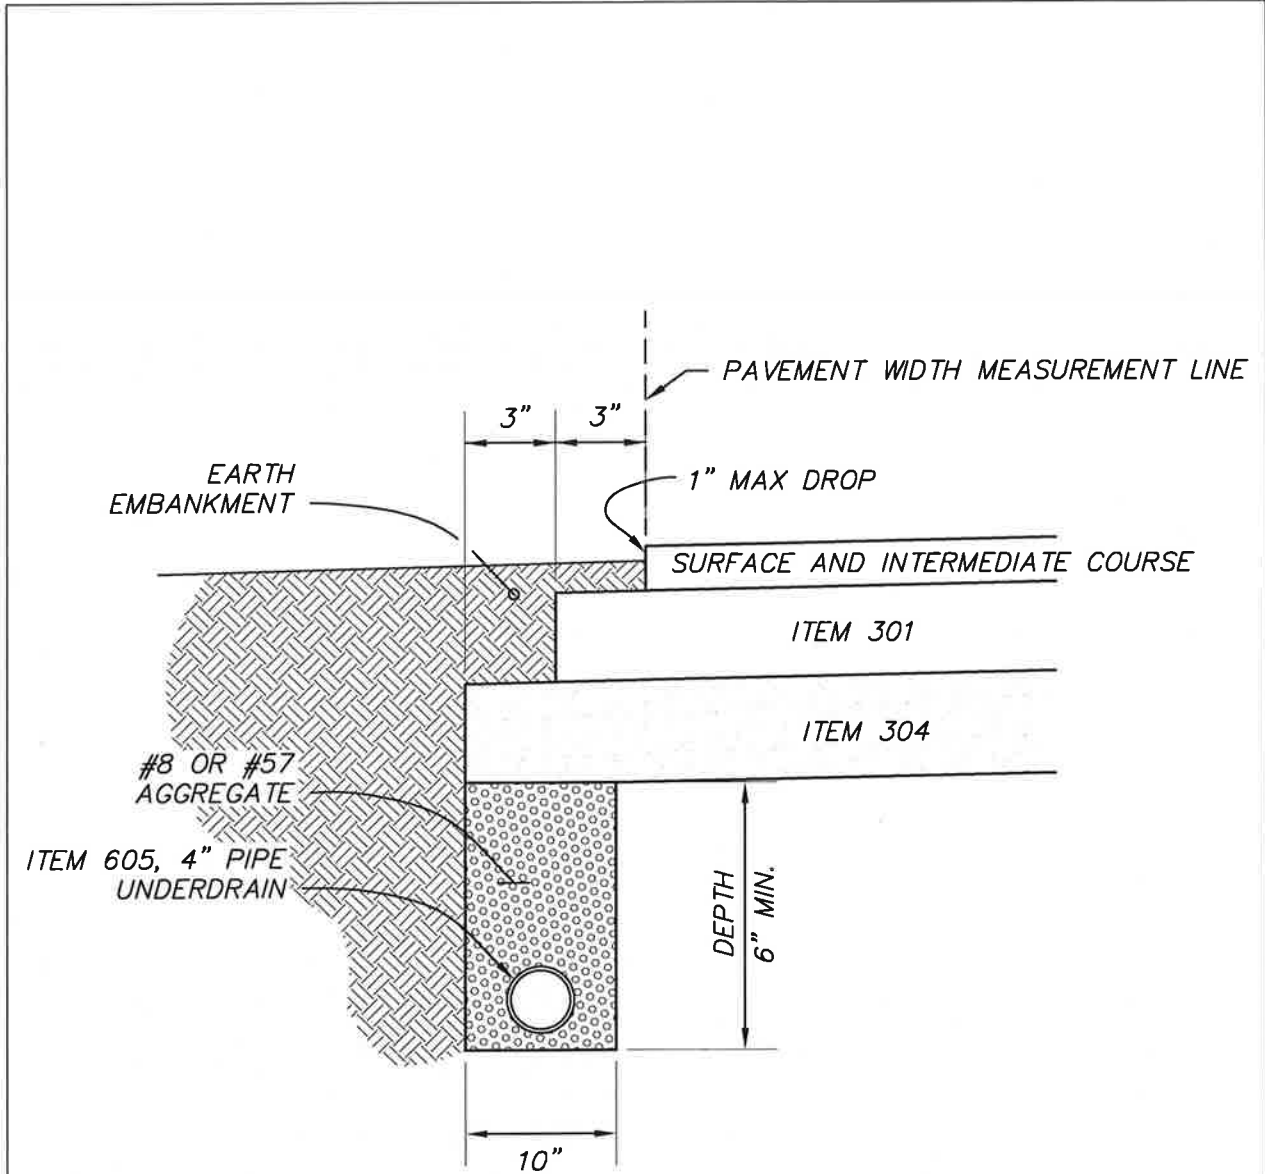 PAVEMENT WIDTH MEASUREMENT LINE
3"
3"
EARTH
EMBANKMENT
1" MAX DROP
SURFACE AND INTERMEDIATE COURSE
ITEM 301
ITEM 304
#8 OR #57
AGGREGATE
ITEM 605, 4" PIPE
UNDERDRAIN
DEPTH
6" MIN.
10"